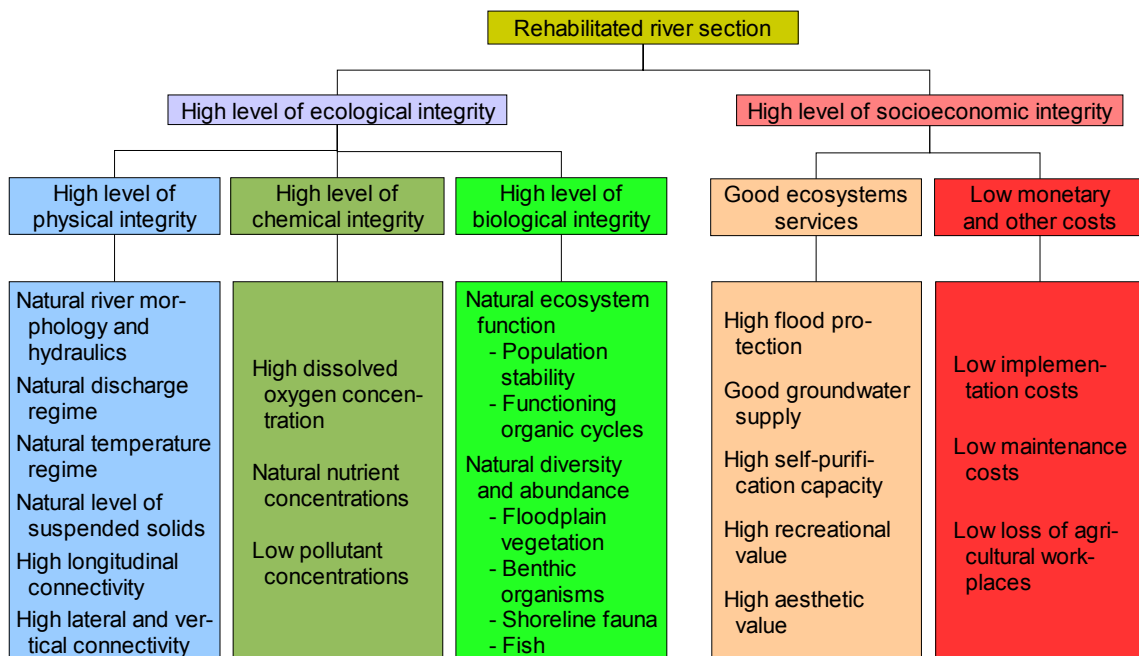 Rehabilitated river section
High level of ecological integrity
High level of socioeconomic integrity
High level of
physical integrity
High level of
chemical integrity
High level of
biological integrity
Good ecosystems
services
Low monetary
and other costs
Natural river mor-
phology and
hydraulics
Natural discharge
regime
Natural temperature
regime
Natural level of
suspended solids
High longitudinal
connectivity
High lateral and ver-
tical connectivity
High dissolved
oxygen concen-
tration
Natural nutrient
concentrations
Low pollutant
concentrations
Natural ecosystem
function
- Population
stability
- Functioning
organic cycles
Natural diversity
and abundance
- Floodplain
vegetation
- Benthic
organisms
- Shoreline fauna
- Fish
High flood pro-
tection
Good groundwater
supply
High self-purifi-
cation capacity
High recreational
value
High aesthetic
value
Low implemen-
tation costs
Low maintenance
costs
Low loss of agri-
cultural work-
places